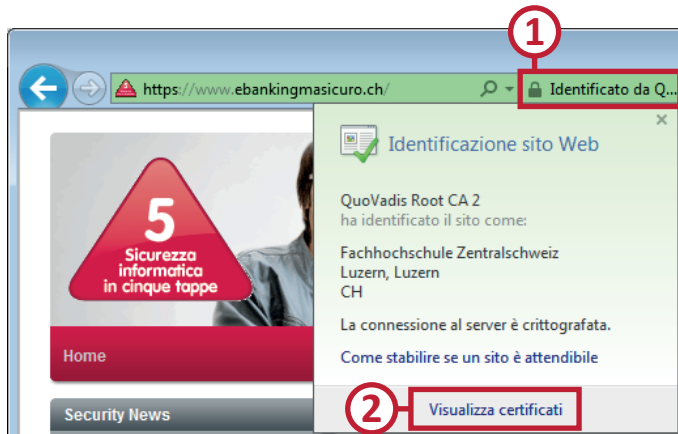 1
https://www.ebankingmasicuro.ch/
Identificato da Q...
Identificazione sito Web
QuoVadis Root CA 2
ha identificato il sito come:
Fachhochschule Zentralschweiz
Luzern, Luzern
CH
La connessione al server è crittografata.
Come stabilire se un sito è attendibile
2
Visualizza certificati
5
Sicurezza
informatica
in cinque tappe
Home
Security News